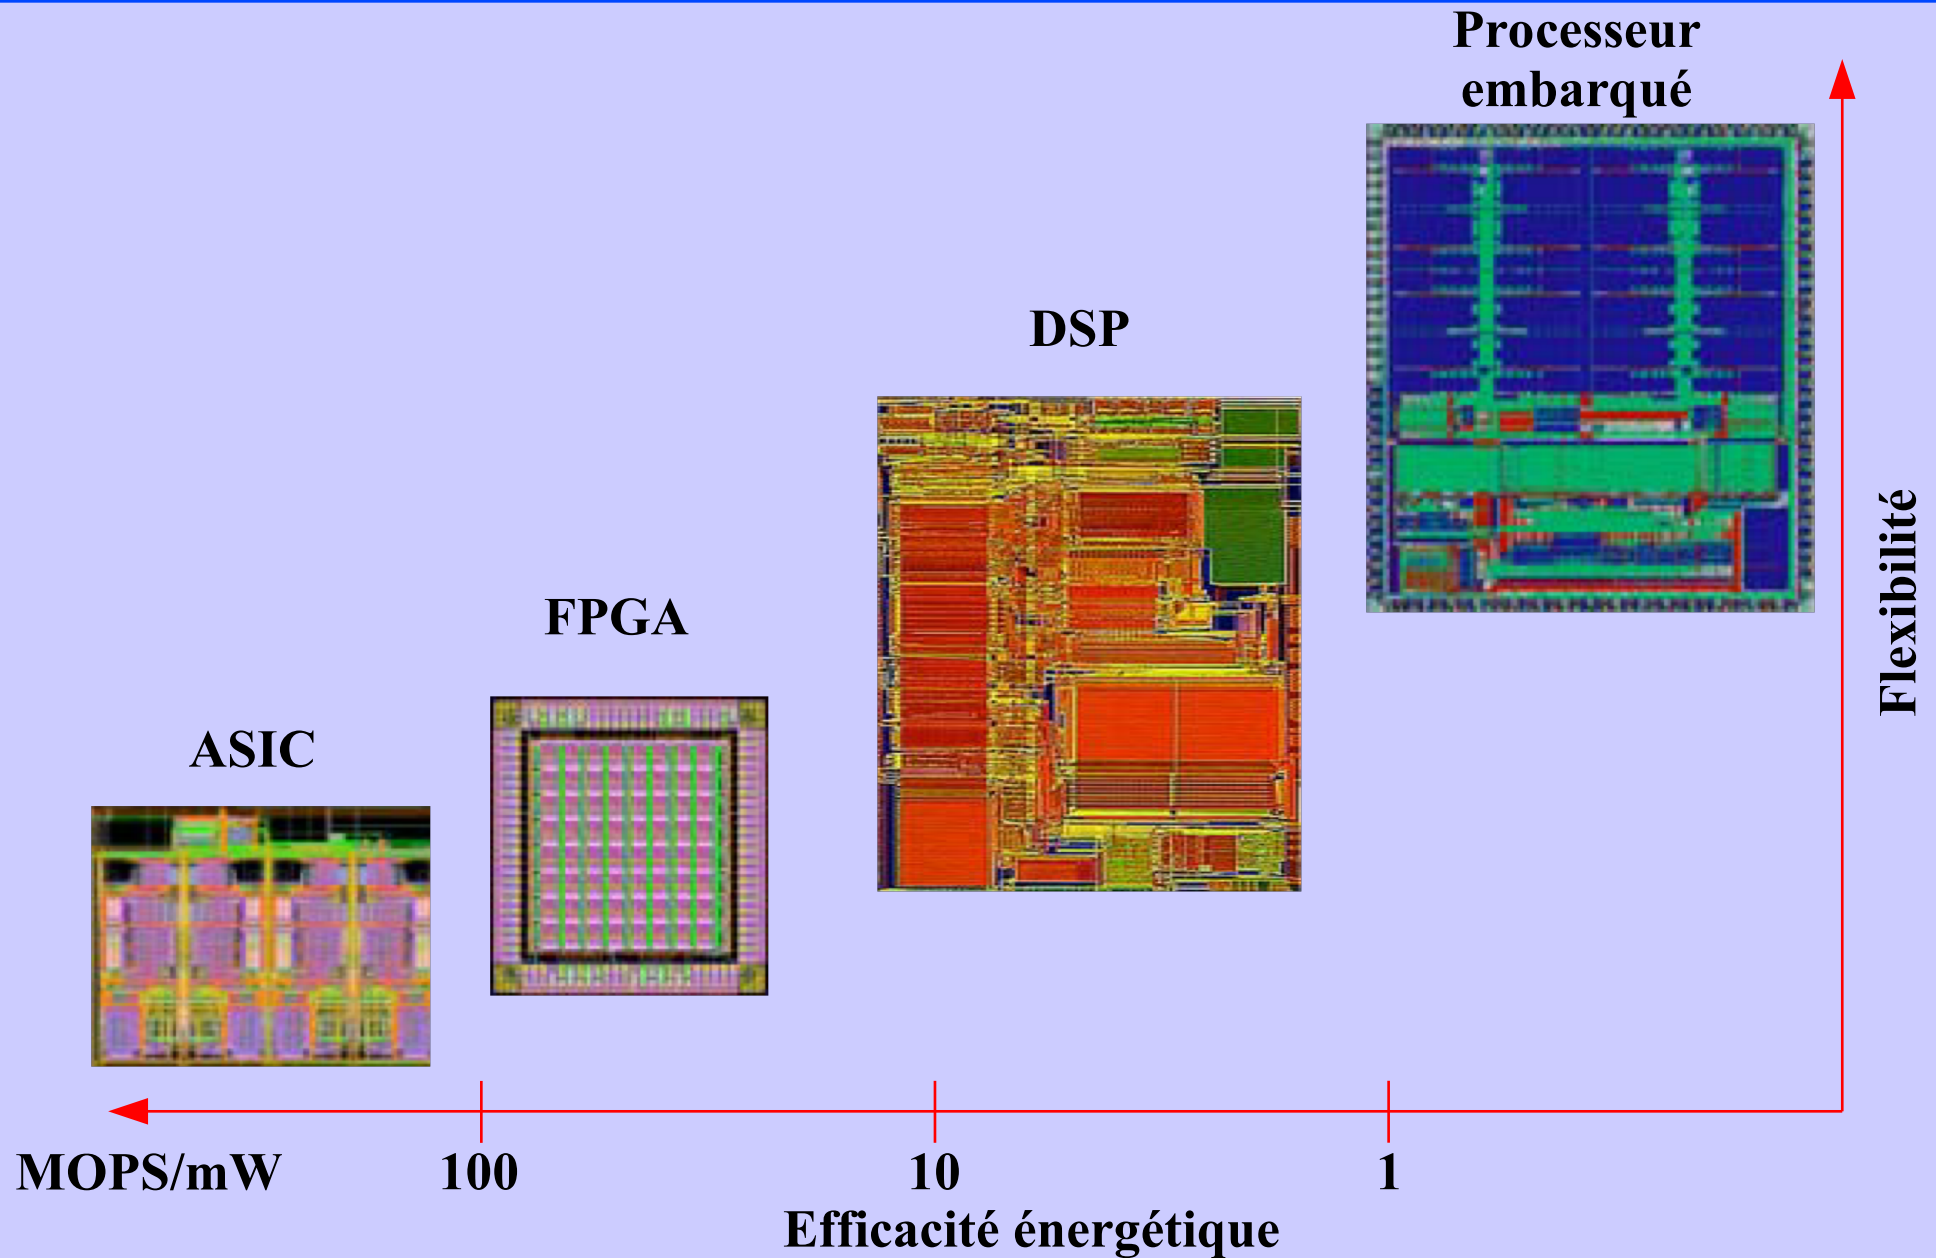 Processeur
embarqué
DSP
FPGA
ASIC
Flexibilité
MOPS/mW
100
10
1
Efficacité énergétique